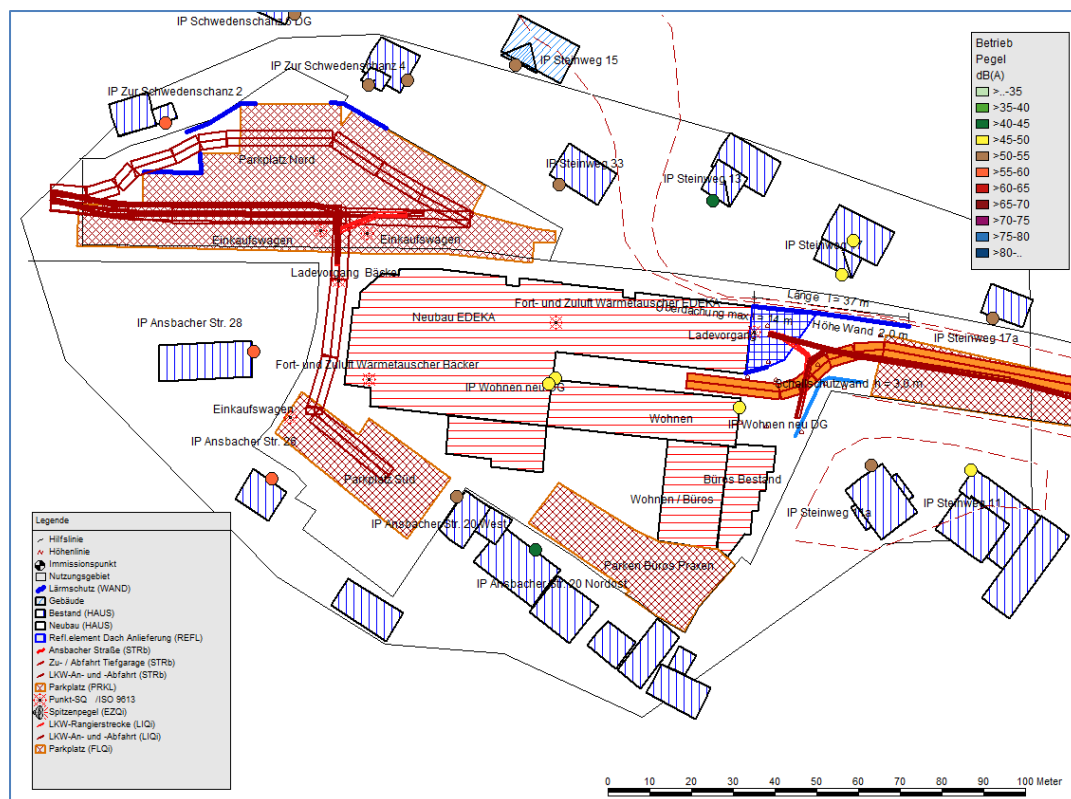 IP Schwedenschanz 6 DG
IP Zur Schwedenschanz 4
IP Steinweg 15
IP Zur Schwedenschanz 2
Parkplatz Nord
IP Steinweg 33
IP Steinweg 13
Einkaufswagen
Einkaufswagen
IP Steinweg
Ladevorgang Bäcker
Länge l = 37 m
Fort- und Zuluft Wärmetauscher EDEKA
Neubau EDEKA
Überdachung max l = 14 m
Höhe Wand 2.0 m
IP Ansbacher Str. 28
Ladevorgang
IP Steinweg 17a
Fort- und Zuluft Wärmetauscher Bäcker
IP Wohnen neu DG
Schallschutzwand h = 3.0 m
Einkaufswagen
Wohnen
IP Wohnen neu DG
IP Ansbacher Str. 26
Parkplatz Süd
Büros Bestand
Wohnen / Büros
IP Steinweg 11
IP Steinweg 11a
IP Ansbacher Str. 20 West
Parken Büros Praxen
IP Ansbacher Str. 20 Nordost
Betrieb
Pegel
dB(A)
>..-35
>35-40
>40-45
>45-50
>50-55
>55-60
>60-65
>65-70
>70-75
>75-80
>80-..
Legende
Hilfslinie
Höhenlinie
Immissionspunkt
Nutzungsgebiet
Lärmschutz (WAND)
Gebäude
Bestand (HAUS)
Neubau (HAUS)
Refl.element Dach Anlieferung (REFL)
Ansbacher Straße (STRb)
Zu- / Abfahrt Tiefgarage (STRb)
LKW-An- und -Abfahrt (STRb)
Parkplatz (PRKL)
Punkt-SQ /ISO 9613
Spitzenpegel (EZQi)
LKW-Rangierstrecke (LIQi)
LKW-An- und -Abfahrt (LIQi)
Parkplatz (FLQi)
0 10 20 30 40 50 60 70 80 90 100 Meter